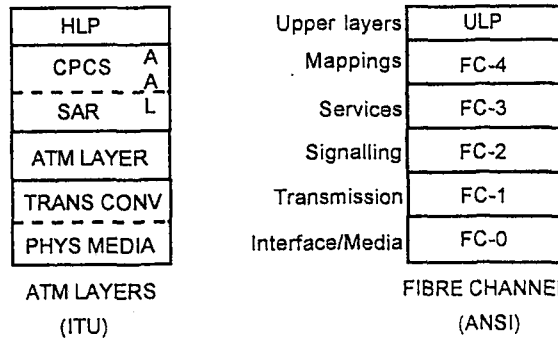 HLP
CPCS A
A
SAR L
ATM LAYER
TRANS CONV
PHYS MEDIA
ATM LAYERS
(ITU)
Upper layers ULP
Mappings FC-4
Services FC-3
Signalling FC-2
Transmission FC-1
Interface/Media FC-0
FIBRE CHANNE
(ANSI)